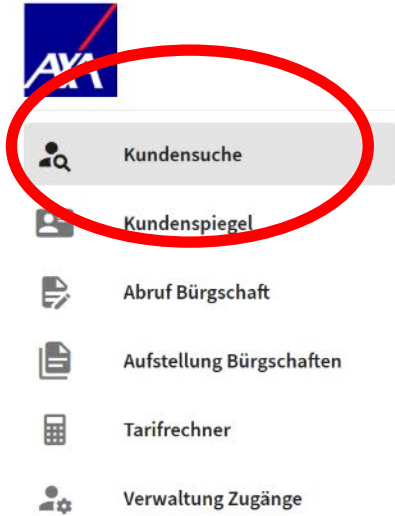 AXA
Kundensuche
Kundenspiegel
Abruf Bürgschaft
Aufstellung Bürgschaften
Tarifrechner
Verwaltung Zugänge